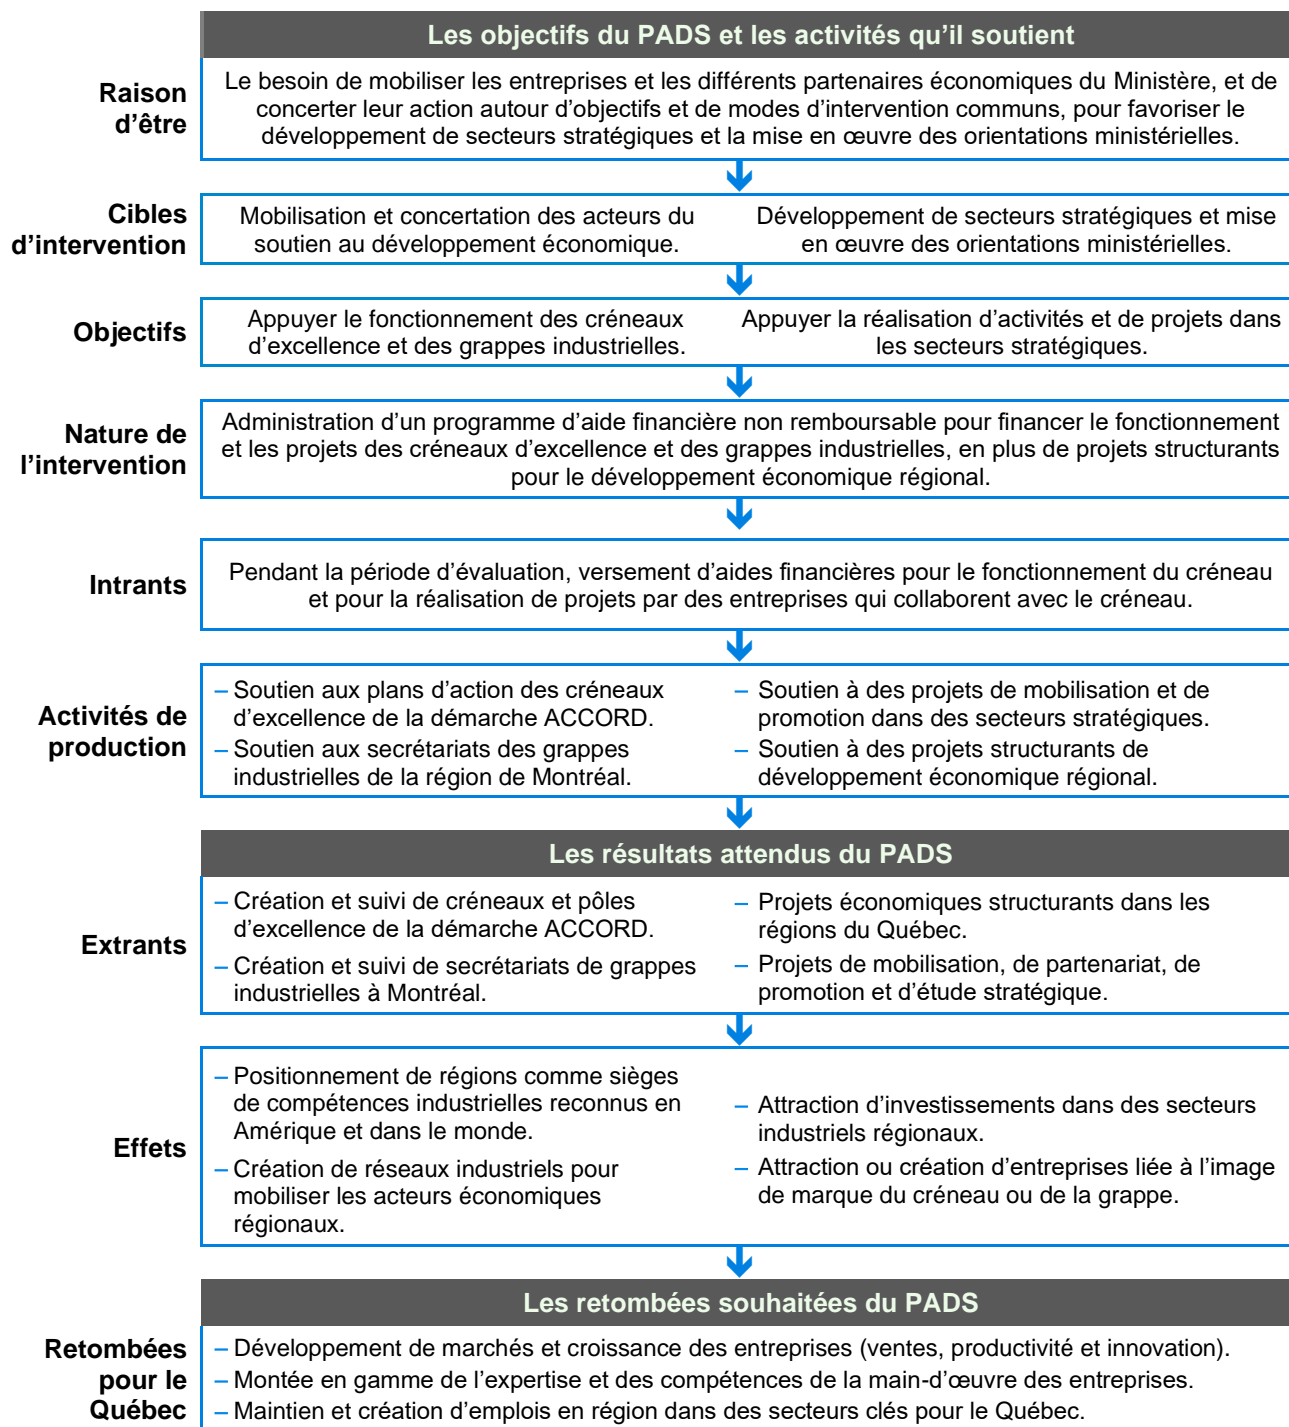 Les objectifs du PADS et les activités qu’il soutient
Raison
d’être
Le besoin de mobiliser les entreprises et les différents partenaires économiques du Ministère, et de
concerter leur action autour d’objectifs et de modes d’intervention communs, pour favoriser le
développement de secteurs stratégiques et la mise en œuvre des orientations ministérielles.
Cibles
d’intervention
Mobilisation et concertation des acteurs du
soutien au développement économique.
Développement de secteurs stratégiques et mise
en œuvre des orientations ministérielles.
Objectifs
Appuyer le fonctionnement des créneaux
d’excellence et des grappes industrielles.
Appuyer la réalisation d’activités et de projets dans
les secteurs stratégiques.
Nature de
l’intervention
Administration d’un programme d’aide financière non remboursable pour financer le fonctionnement
et les projets des créneaux d’excellence et des grappes industrielles, en plus de projets structurants
pour le développement économique régional.
Intrants
Pendant la période d’évaluation, versement d’aides financières pour le fonctionnement du créneau
et pour la réalisation de projets par des entreprises qui collaborent avec le créneau.
Activités de
production
– Soutien aux plans d’action des créneaux
d’excellence de la démarche ACCORD.
– Soutien aux secrétariats des grappes
industrielles de la région de Montréal.
– Soutien à des projets de mobilisation et de
promotion dans des secteurs stratégiques.
– Soutien à des projets structurants de
développement économique régional.
Les résultats attendus du PADS
Extrants
– Création et suivi de créneaux et pôles
d’excellence de la démarche ACCORD.
– Création et suivi de secrétariats de grappes
industrielles à Montréal.
– Projets économiques structurants dans les
régions du Québec.
– Projets de mobilisation, de partenariat, de
promotion et d’étude stratégique.
Effets
– Positionnement de régions comme sièges
de compétences industrielles reconnus en
Amérique et dans le monde.
– Création de réseaux industriels pour
mobiliser les acteurs économiques
régionaux.
– Attraction d’investissements dans des secteurs
industriels régionaux.
– Attraction ou création d’entreprises liée à l’image
de marque du créneau ou de la grappe.
Les retombées souhaitées du PADS
Retombées
pour le
Québec
– Développement de marchés et croissance des entreprises (ventes, productivité et innovation).
– Montée en gamme de l’expertise et des compétences de la main-d’œuvre des entreprises.
– Maintien et création d’emplois en région dans des secteurs clés pour le Québec.